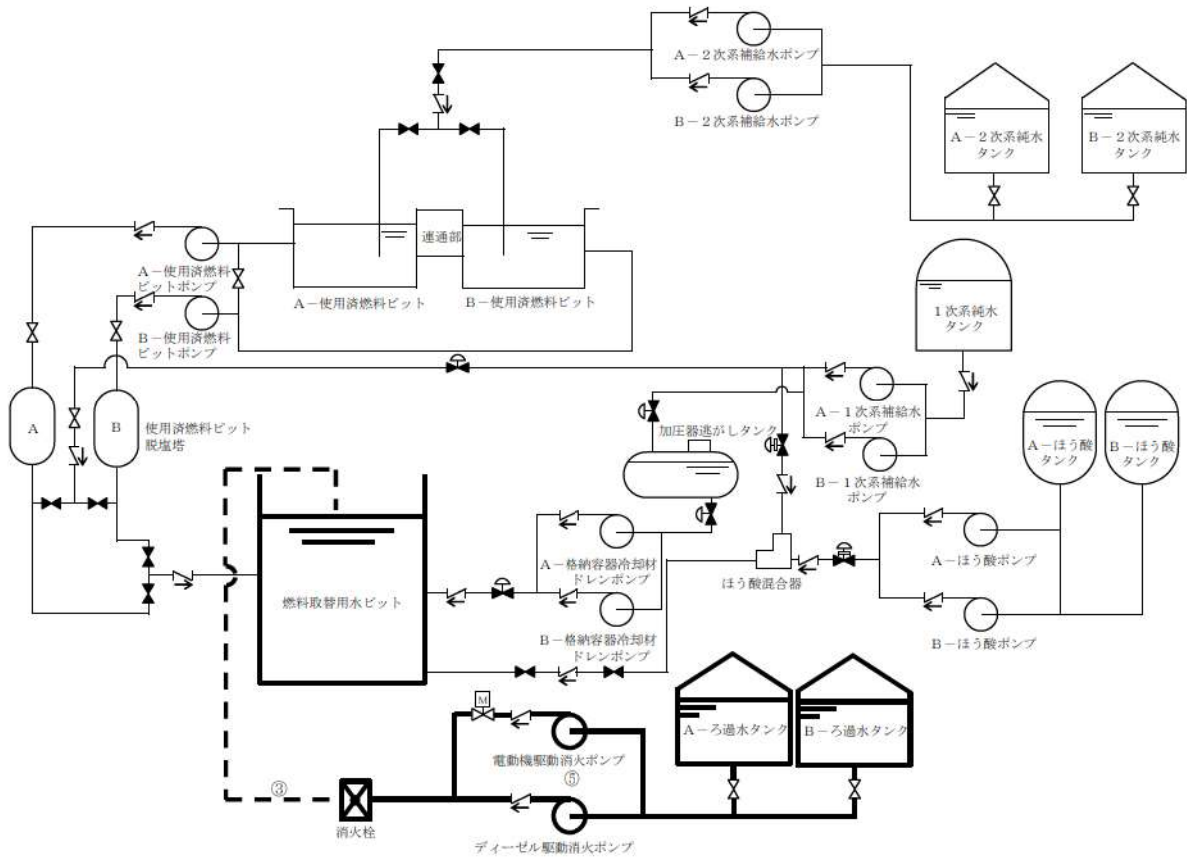 A－2次系補給水ポンプ
B－2次系補給水ポンプ
A－2次系純水
タンク
B－2次系純水
タンク
連通部
A－使用済燃料
ピットポンプ
A－使用済燃料ピット
B－使用済燃料ピット
B－使用済燃料
ピットポンプ
1次系純水
タンク
A
B
使用済燃料ピット
脱塩塔
加圧器逃がしタンク
A－1次系補給水
ポンプ
B－1次系補給水
ポンプ
A－ほう酸
タンク
B－ほう酸
タンク
A－格納容器冷却材
ドレンポンプ
B－格納容器冷却材
ドレンポンプ
ほう酸混合器
A－ほう酸ポンプ
B－ほう酸ポンプ
燃料取替用水ピット
M
電動機駆動消火ポンプ
⑤
A－ろ過水タンク
B－ろ過水タンク
③
消火栓
ディーゼル駆動消火ポンプ